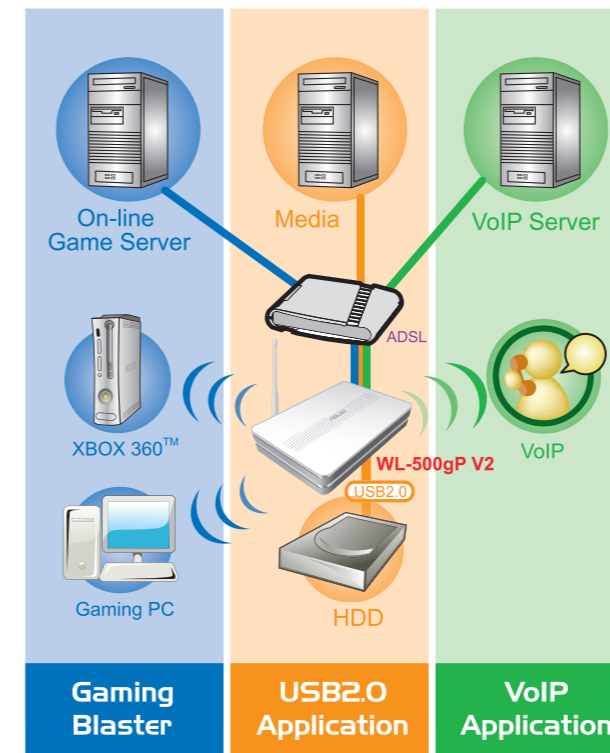 On-line
Game Server
Media
VoIP Server
ADSL
XBOX 360™
WL-500gP V2
VoIP
USB2.0
Gaming PC
HDD
Gaming
Blaster
USB2.0
Application
VoIP
Application